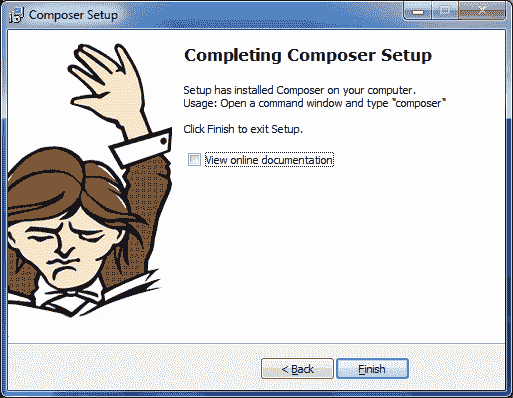 Composer Setup
Completing Composer Setup
Setup has installed Composer on your computer.
Usage: Open a command window and type "composer"
Click Finish to exit Setup.
View online documentation
< Back
Finish